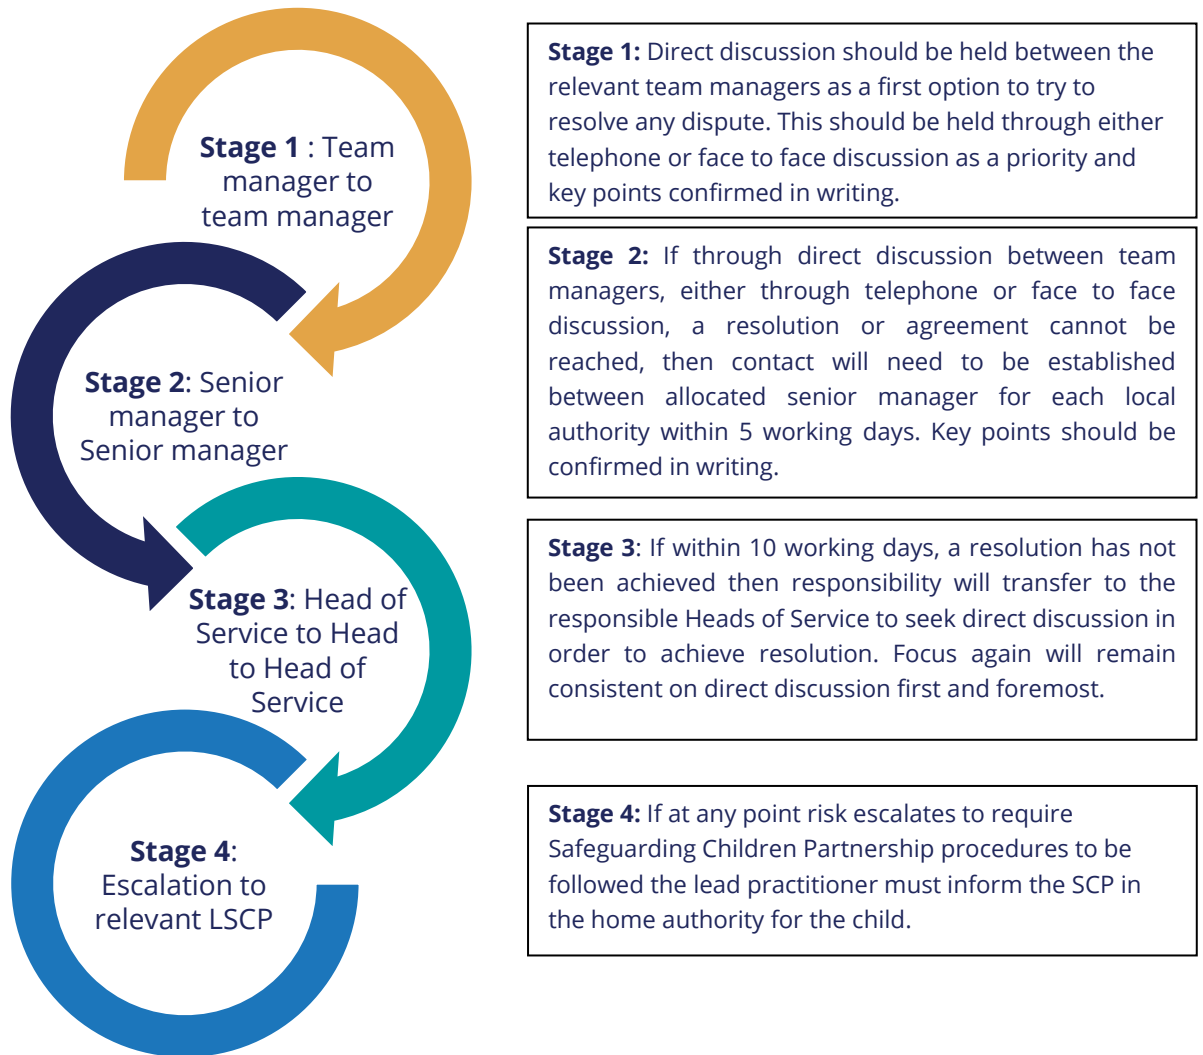 Stage 1 : Team
manager to
team manager
Stage 1: Direct discussion should be held between the
relevant team managers as a first option to try to
resolve any dispute. This should be held through either
telephone or face to face discussion as a priority and
key points confirmed in writing.
Stage 2: Senior
manager to
Senior manager
Stage 2: If through direct discussion between team
managers, either through telephone or face to face
discussion, a resolution or agreement cannot be
reached, then contact will need to be established
between allocated senior manager for each local
authority within 5 working days. Key points should be
confirmed in writing.
Stage 3: Head of
Service to Head
to Head of
Service
Stage 3: If within 10 working days, a resolution has not
been achieved then responsibility will transfer to the
responsible Heads of Service to seek direct discussion in
order to achieve resolution. Focus again will remain
consistent on direct discussion first and foremost.
Stage 4:
Escalation to
relevant LSCP
Stage 4: If at any point risk escalates to require
Safeguarding Children Partnership procedures to be
followed the lead practitioner must inform the SCP in
the home authority for the child.